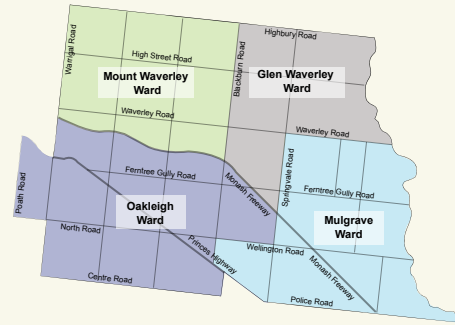 Highbury Road
Warrigal Road
High Street Road
Blackburn Road
Mount Waverley
Ward
Glen Waverley
Ward
Waverley Road
Waverley Road
Springvale Road
Ferntree Gully Road
Monash Freeway
Ferntree Gully Road
Poath Road
Oakleigh
Ward
Mulgrave
Ward
North Road
Princes Highway
Wellington Road
Monash Freeway
Centre Road
Police Road